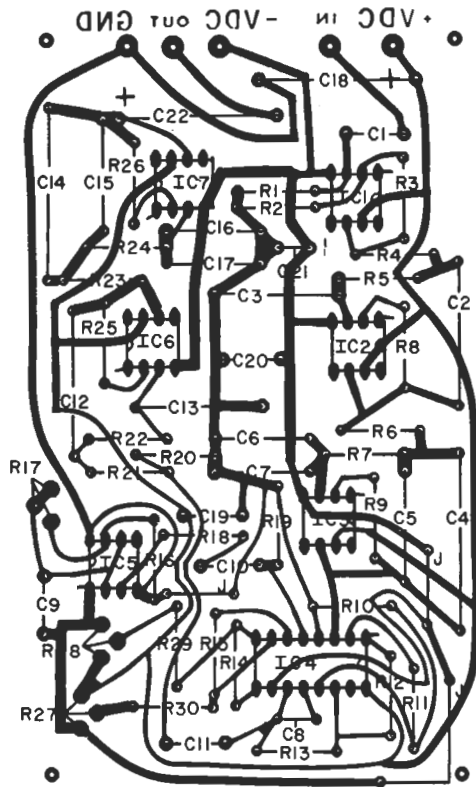 GND OUT -VDC IN +VDC
C18 +
+ C22 C1
R26 IC7 R1 R3
C14 C15 R2
C16 R4
R24 C17 C21 R5
R23 C3 C2
R25 IC6 IC2 R8
C20
C12 C13
R22 C6 R6
R17 R21 R20 C7 R7
R9
C19 R19 C5 C4
R18
IC5 R16 C10 J
C9 J R10
R29 R15 IC4
R14 R12
R27 R30 R11
C8
C11 R13